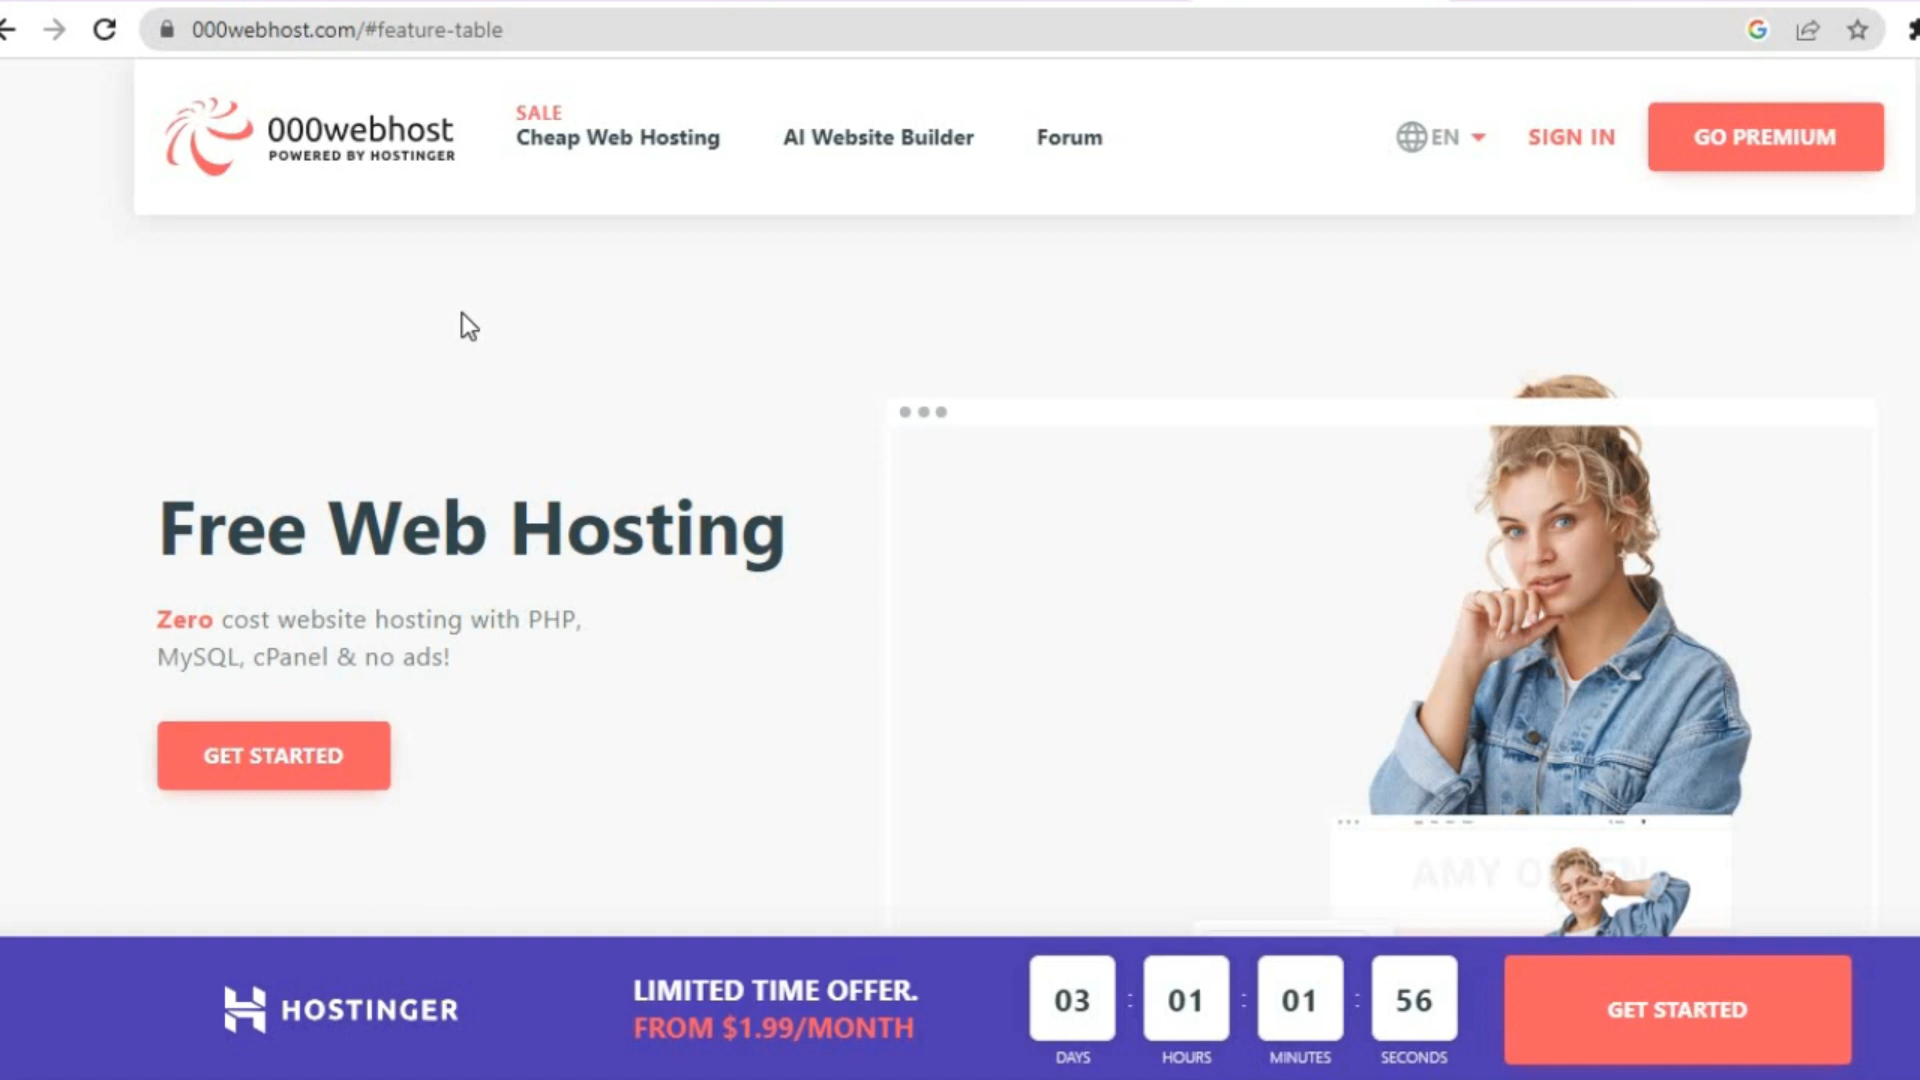 000webhost.com/#feature-table
000webhost
POWERED BY HOSTINGER
SALE
Cheap Web Hosting
AI Website Builder
Forum
EN
SIGN IN
GO PREMIUM
Free Web Hosting
Zero cost website hosting with PHP,
MySQL, cPanel & no ads!
GET STARTED
AMY O
EN
HOSTINGER
LIMITED TIME OFFER.
FROM $1.99/MONTH
03 : 01 : 01 : 56
DAYS HOURS MINUTES SECONDS
GET STARTED